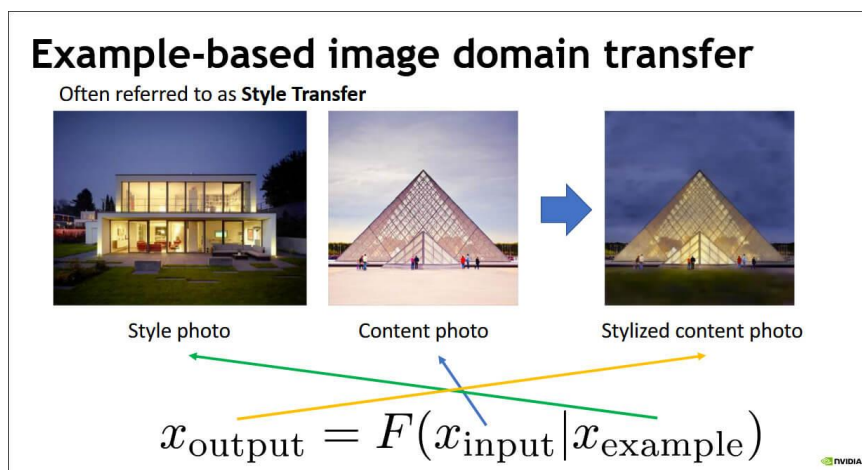 Example-based image domain transfer
Often referred to as Style Transfer
Style photo
Content photo
Stylized content photo
x_output = F(x_input|x_example)
NVIDIA